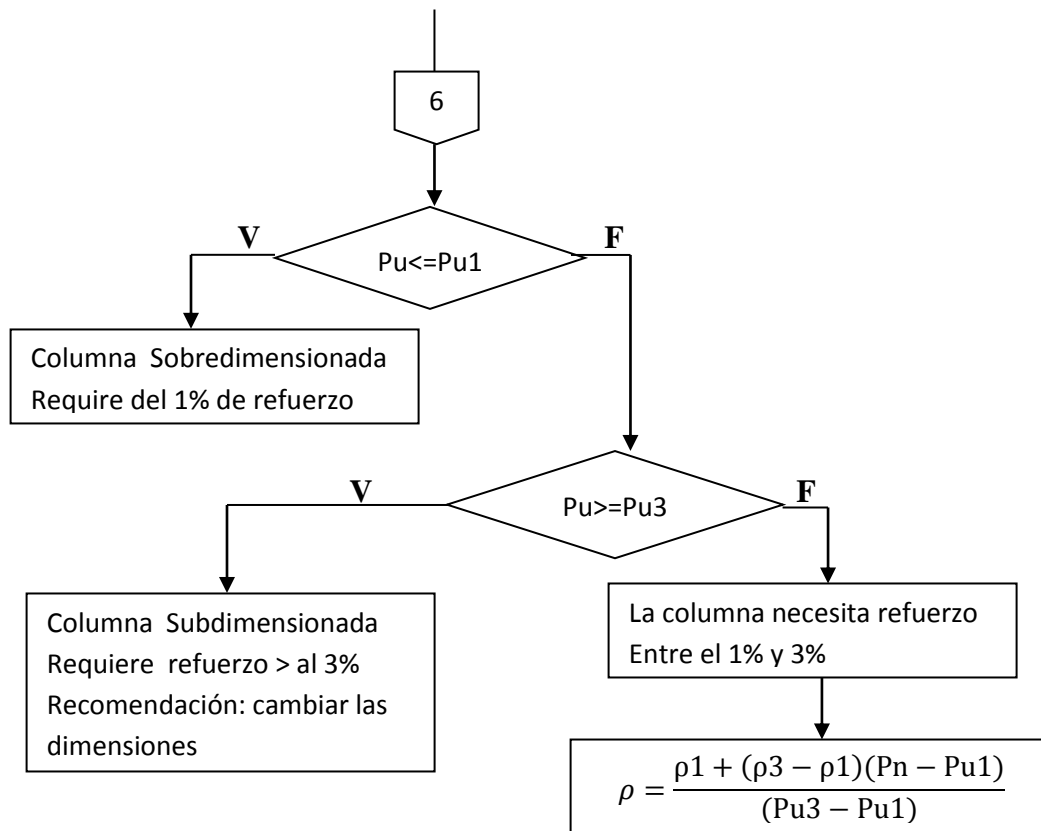 6
V
F
Pu<=Pu1
Columna Sobredimensionada
Require del 1% de refuerzo
V
F
Pu>=Pu3
Columna Subdimensionada
Requiere refuerzo > al 3%
Recomendación: cambiar las
dimensiones
La columna necesita refuerzo
Entre el 1% y 3%
ρ = (ρ1 + (ρ3 − ρ1)(Pn − Pu1)) / (Pu3 − Pu1)